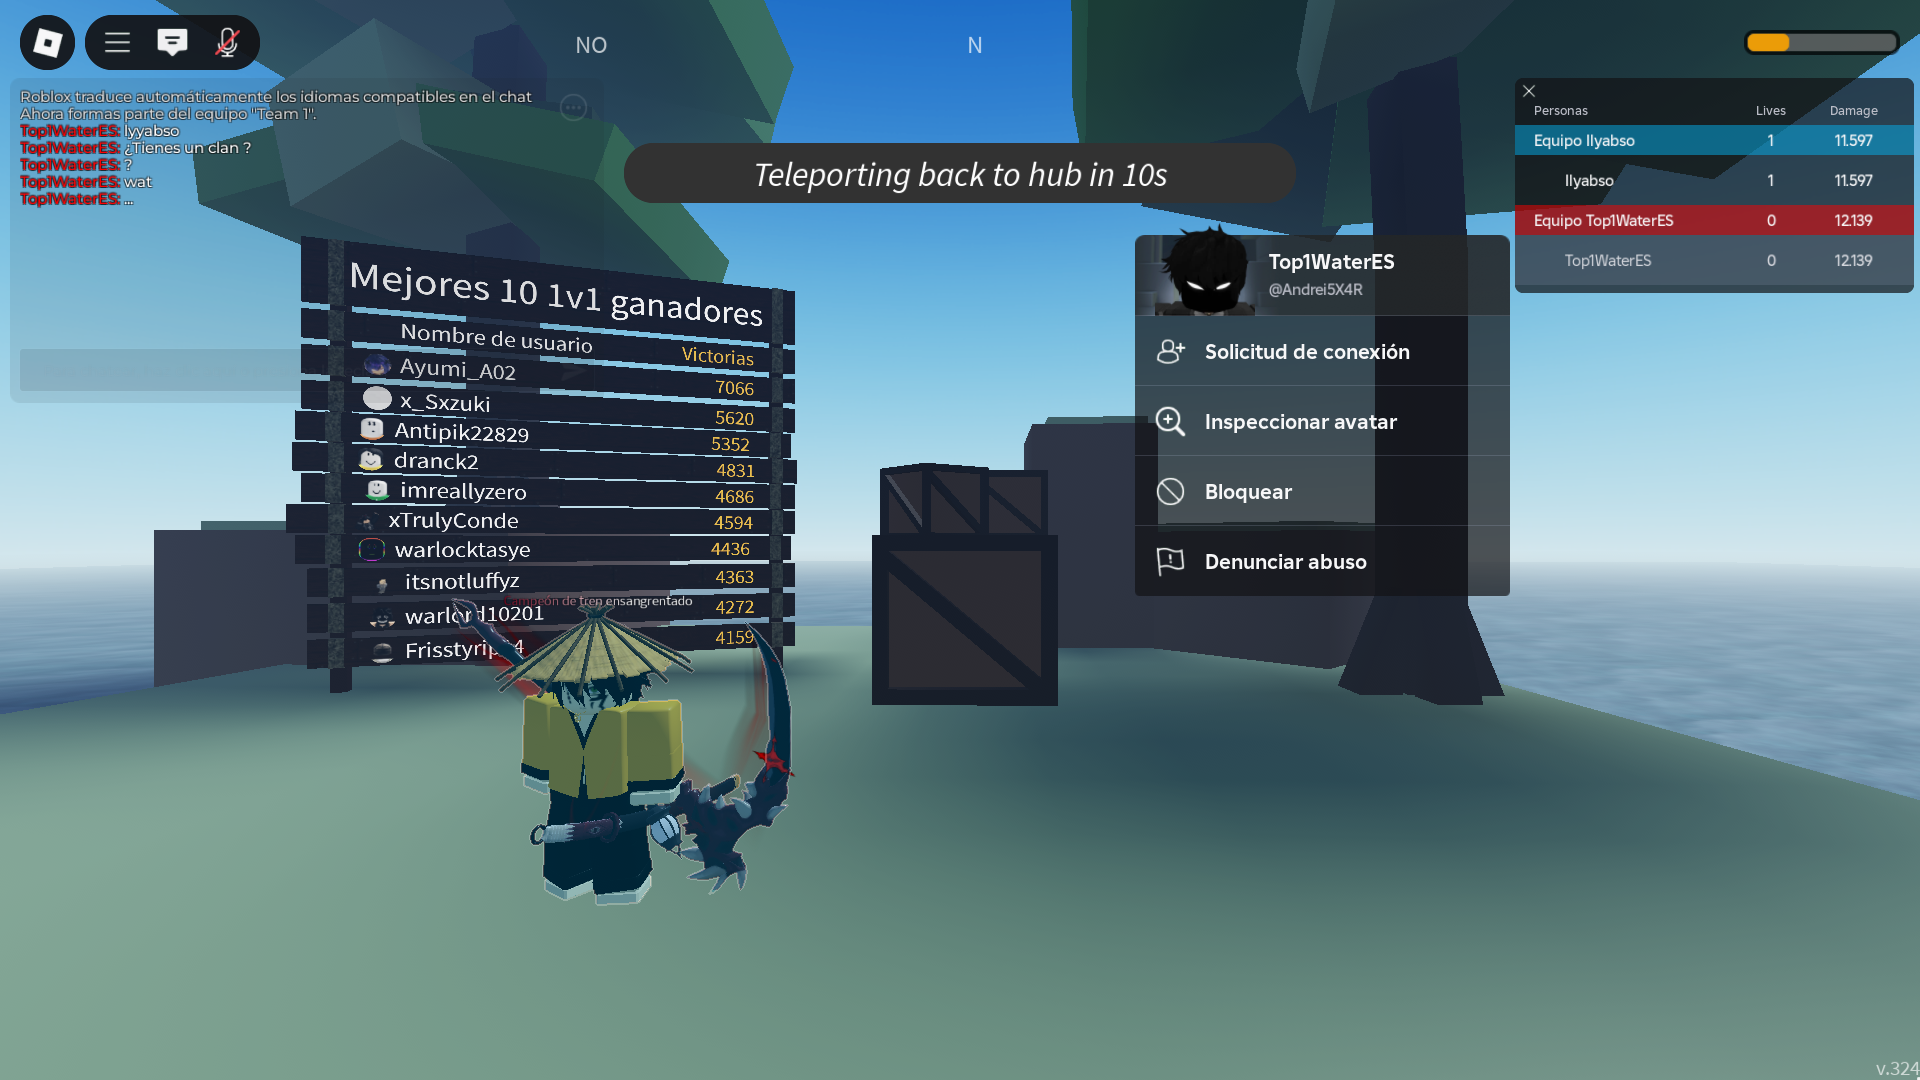 NO
N
Roblox traduce automáticamente los idiomas compatibles en el chat
Ahora formas parte del equipo "Team 1".
Top1WaterES: lyyabso
Top1WaterES: ¿Tienes un clan ?
Top1WaterES: ?
Top1WaterES: wat
Top1WaterES: ...
Teleporting back to hub in 10s
Personas Lives Damage
Equipo Ilyabso 1 11.597
Ilyabso 1 11.597
Equipo Top1WaterES 0 12.139
Top1WaterES 0 12.139
Top1WaterES
@Andrei5X4R
Solicitud de conexión
Inspeccionar avatar
Bloquear
Denunciar abuso
Mejores 10 1v1 ganadores
Nombre de usuario Victorias
Ayumi_A02 7066
x_Sxzuki 5620
Antipik22829 5352
dranck2 4831
imreallyzero 4686
xTrulyConde 4594
warlocktasye 4436
itsnotluffyz 4363
warlord10201 4272
4159
de tren ensangrentado
v.324